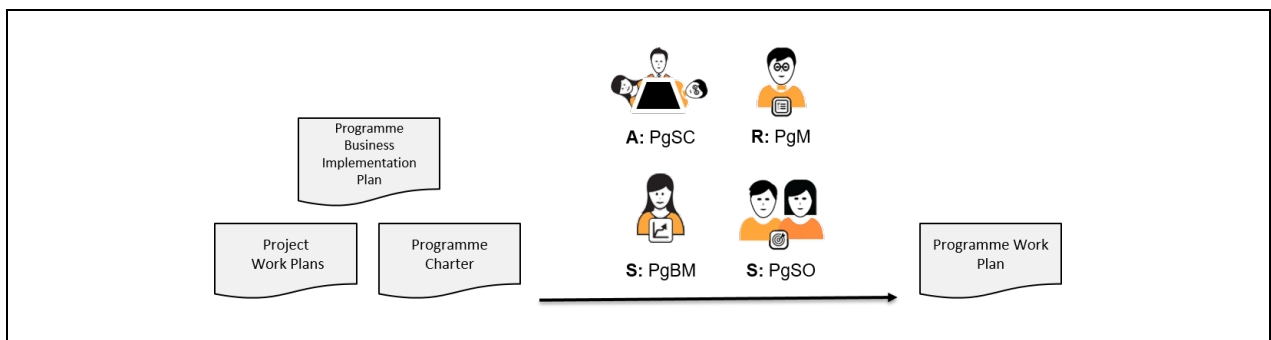 Programme
Business
Implementation
Plan
Project
Work Plans
Programme
Charter
A: PgSC
R: PgM
S: PgBM
S: PgSO
Programme Work
Plan